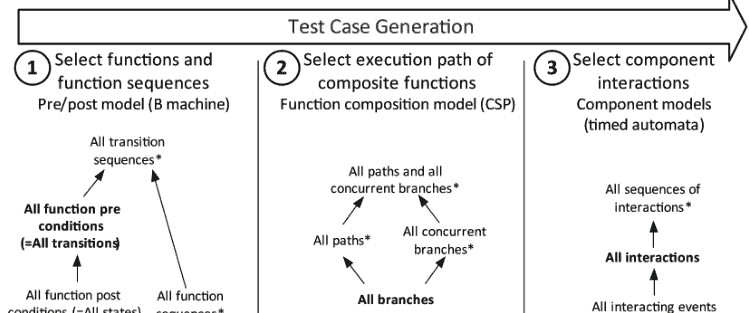 Test Case Generation
1 Select functions and
function sequences
Pre/post model (B machine)
All transition
sequences*
All function pre
conditions
(=All transitions)
All function post
conditions (=All states)
All function
sequences*
2 Select execution path of
composite functions
Function composition model (CSP)
All paths and all
concurrent branches*
All paths*
All concurrent
branches*
All branches
3 Select component
interactions
Component models
(timed automata)
All sequences of
interactions*
All interactions
All interacting events